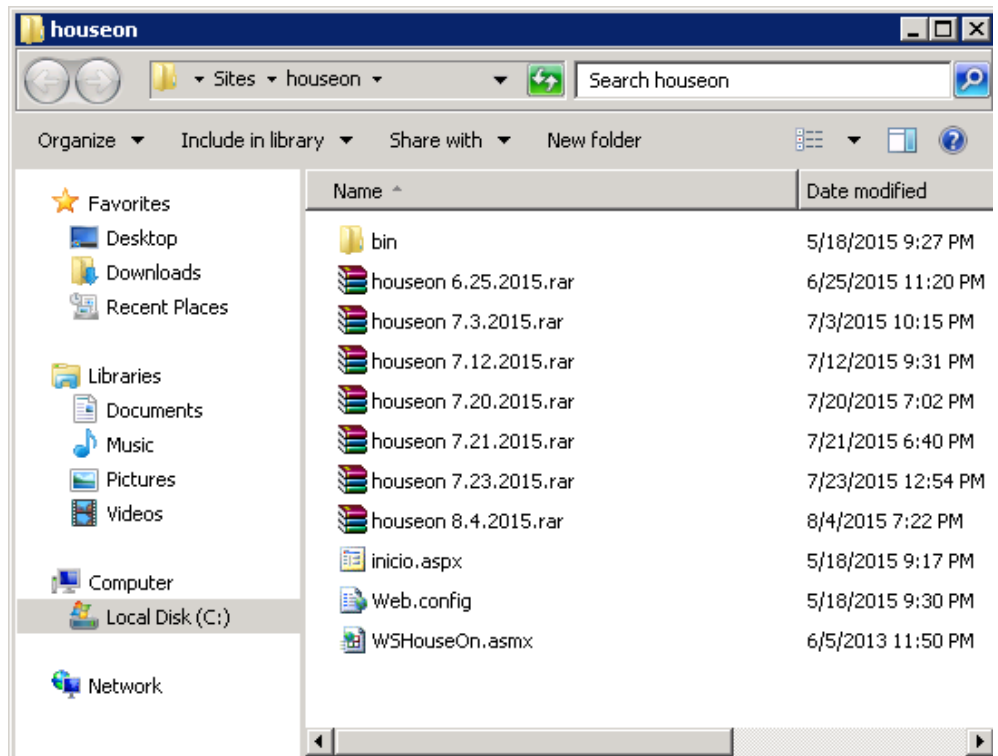 houseon
Sites houseon
Search houseon
Organize Include in library Share with New folder
Favorites
Desktop
Downloads
Recent Places
Libraries
Documents
Music
Pictures
Videos
Computer
Local Disk (C:)
Network
Name Date modified
bin 5/18/2015 9:27 PM
houseon 6.25.2015.rar 6/25/2015 11:20 PM
houseon 7.3.2015.rar 7/3/2015 10:15 PM
houseon 7.12.2015.rar 7/12/2015 9:31 PM
houseon 7.20.2015.rar 7/20/2015 7:02 PM
houseon 7.21.2015.rar 7/21/2015 6:40 PM
houseon 7.23.2015.rar 7/23/2015 12:54 PM
houseon 8.4.2015.rar 8/4/2015 7:22 PM
inicio.aspx 5/18/2015 9:17 PM
Web.config 5/18/2015 9:30 PM
WSHouseOn.asmx 6/5/2013 11:50 PM